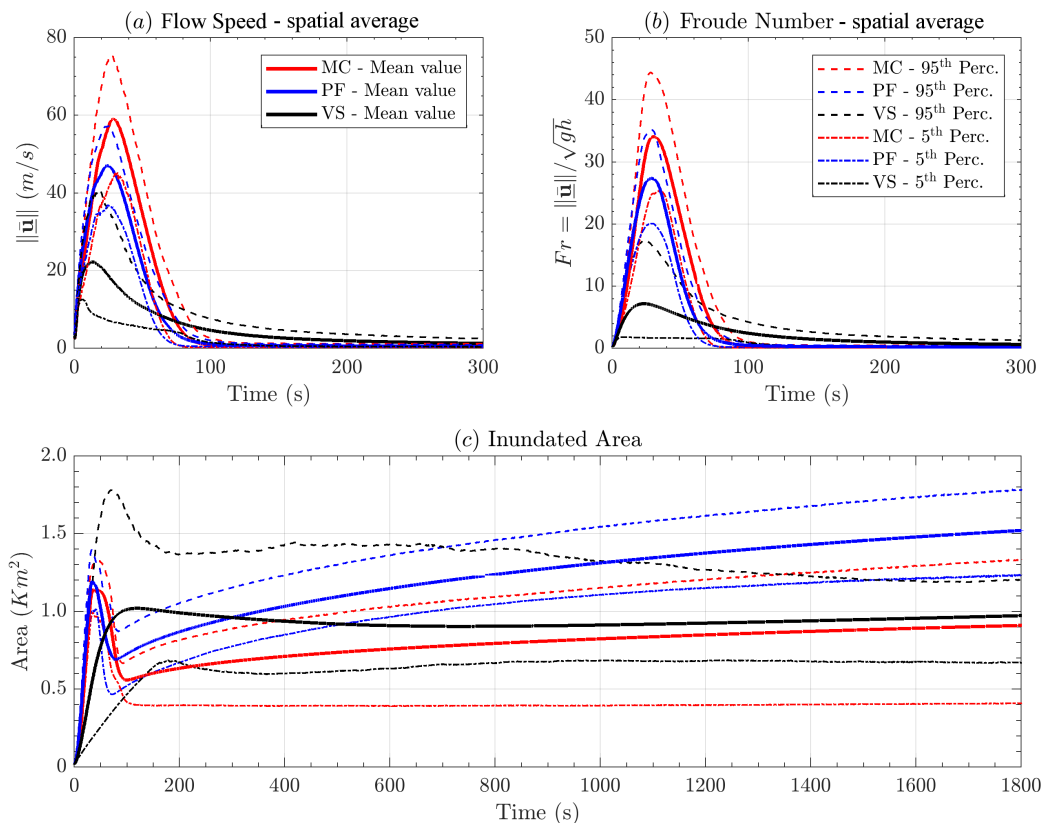 (a) Flow Speed - spatial average
(b) Froude Number - spatial average
80
60
40
20
0
||ū|| (m/s)
MC - Mean value
PF - Mean value
VS - Mean value
0 100 200 300
Time (s)
50
40
30
20
10
0
Fr = ||ū||/√gh
MC - 95th Perc.
PF - 95th Perc.
VS - 95th Perc.
MC - 5th Perc.
PF - 5th Perc.
VS - 5th Perc.
0 100 200 300
Time (s)
(c) Inundated Area
2.0
1.5
1.0
0.5
0
Area (Km²)
0 200 400 600 800 1000 1200 1400 1600 1800
Time (s)